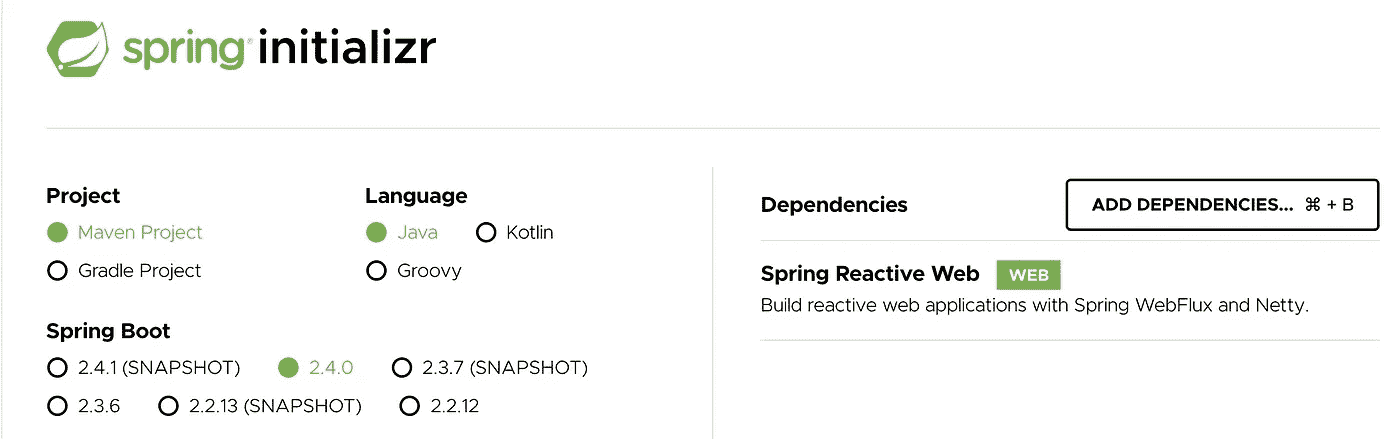 spring initializr
Project
Maven Project
Gradle Project
Language
Java Kotlin
Groovy
Spring Boot
2.4.1 (SNAPSHOT) 2.4.0 2.3.7 (SNAPSHOT)
2.3.6 2.2.13 (SNAPSHOT) 2.2.12
Dependencies
ADD DEPENDENCIES... ⌘ + B
Spring Reactive Web WEB
Build reactive web applications with Spring WebFlux and Netty.